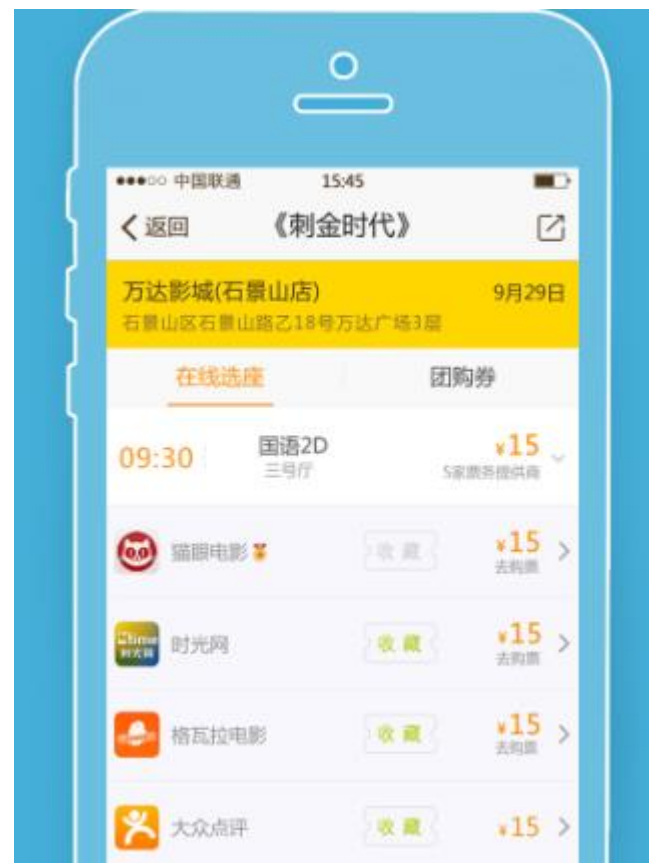 中国联通 15:45
返回 《刺金时代》
万达影城(石景山店) 9月29日
石景山区石景山路乙18号万达广场3层
在线选座 团购券
09:30 国语2D ¥15
三号厅 5家票务提供商
猫眼电影 收藏 ¥15
去购票
时光网
时光网 收藏 ¥15
去购票
格瓦拉电影 收藏 ¥15
去购票
大众点评 收藏 ¥15